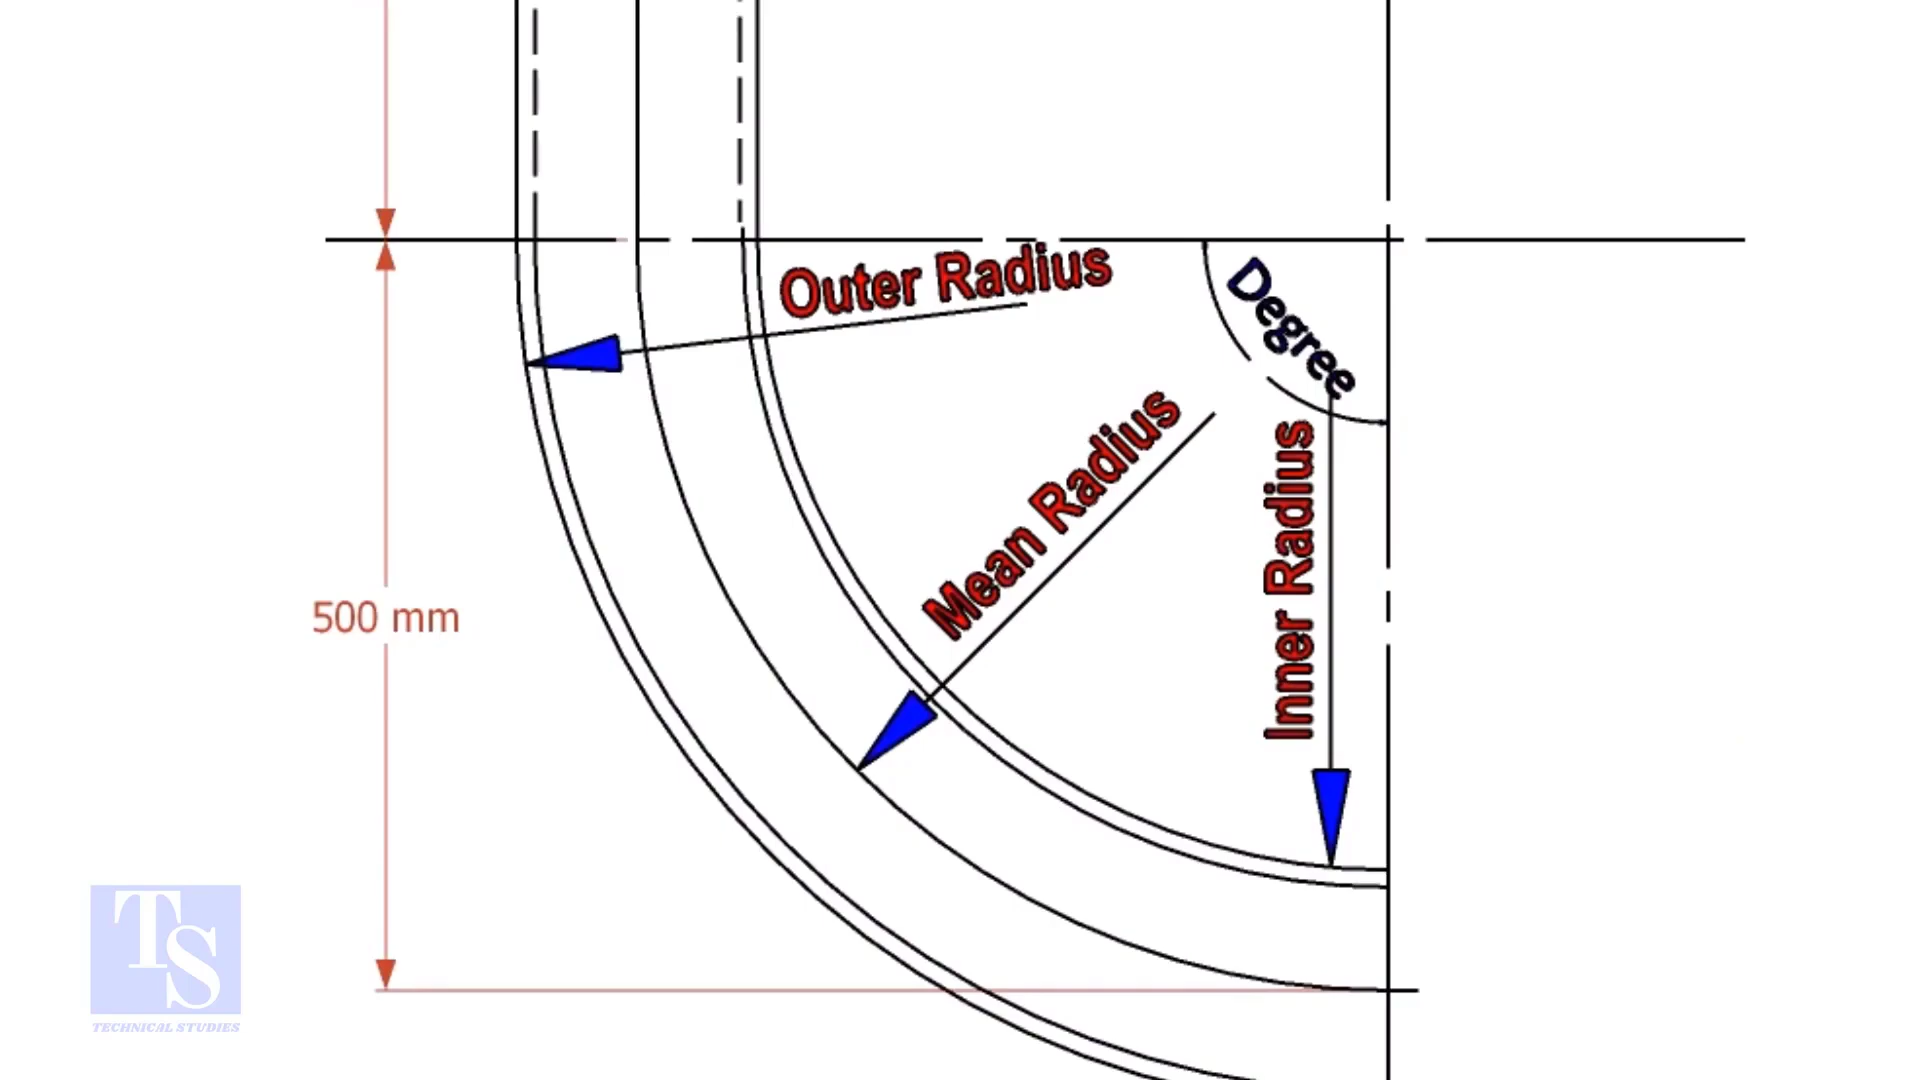 Outer Radius
Degree
Mean Radius
Inner Radius
500 mm
TS
TECHNICAL STUDIES